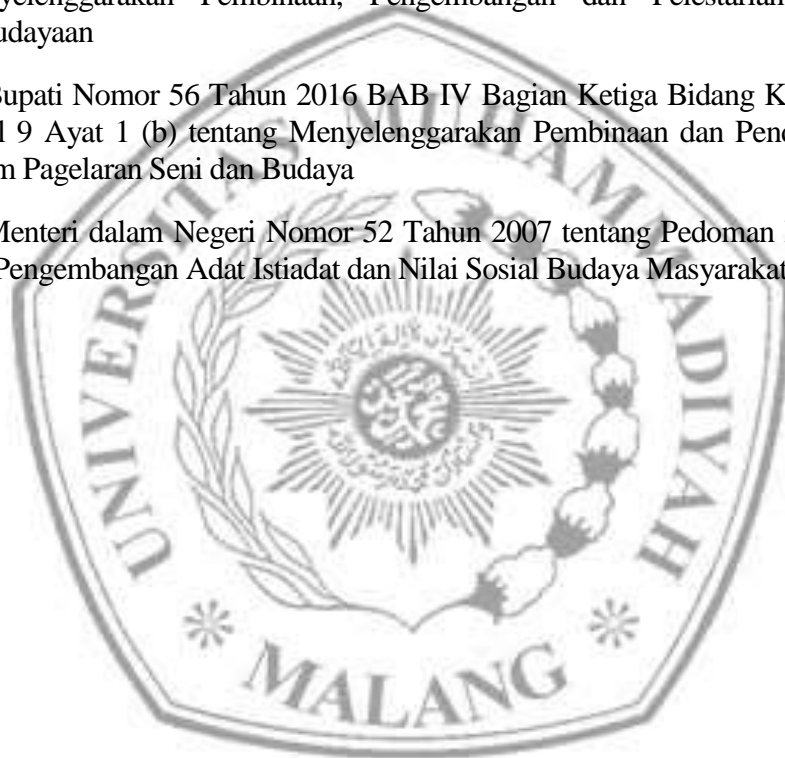 Pembinaan, Pengembangan dan Pelestarian
udayaan
Bupati Nomor 56 Tahun 2016 BAB IV Bagian Ketiga Bidang K
l 9 Ayat 1 (b) tentang Menyelenggarakan Pembinaan dan Pen
m Pagelaran Seni dan Budaya
Menteri dalam Negeri Nomor 52 Tahun 2007 tentang Pedoman
Pengembangan Adat Istiadat dan Nilai Sosial Budaya Masyarakat
UNIVERSITAS MUHAMMADIYAH
MALANG